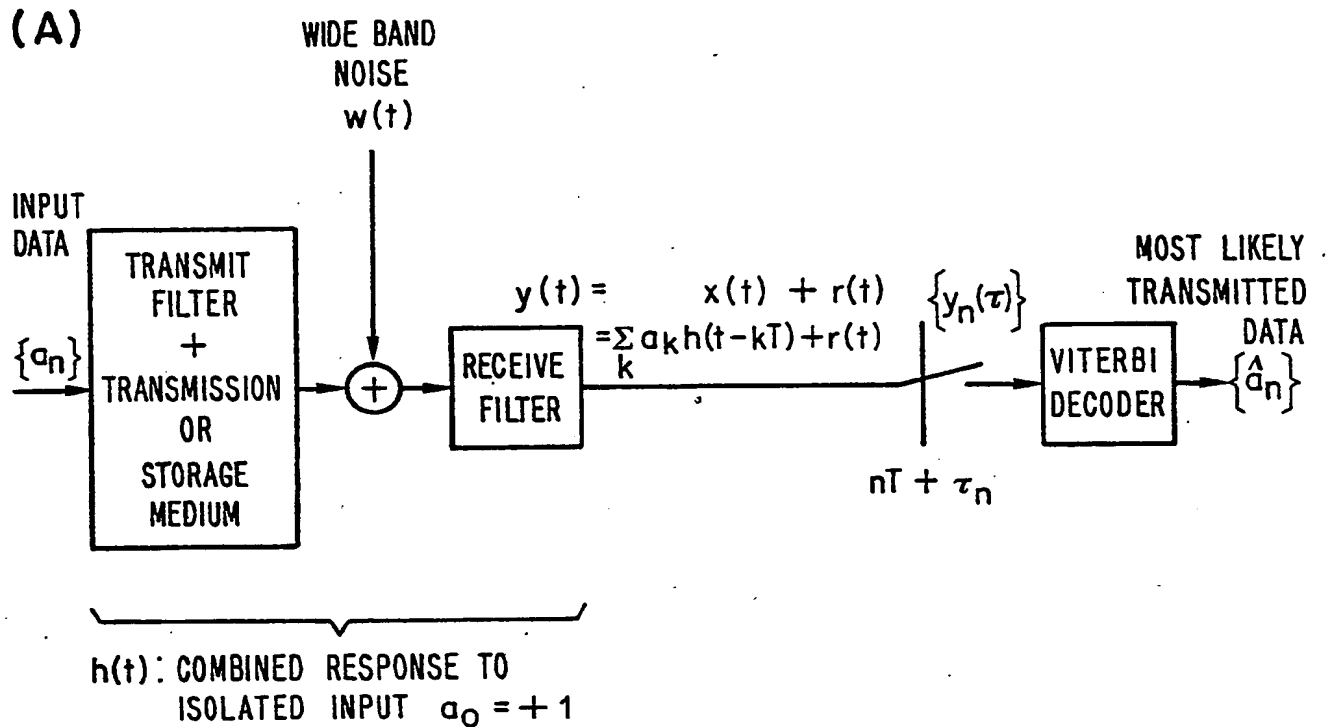 (A)
WIDE BAND
NOISE
w(t)
INPUT
DATA
{aₙ}
TRANSMIT
FILTER
+
TRANSMISSION
OR
STORAGE
MEDIUM
+
RECEIVE
FILTER
y(t) = x(t) + r(t)
=∑ₖ aₖ h(t-kT)+r(t)
{yₙ(τ)}
nT + τₙ
VITERBI
DECODER
MOST LIKELY
TRANSMITTED
DATA
{âₙ}
h(t): COMBINED RESPONSE TO
ISOLATED INPUT a₀ = +1